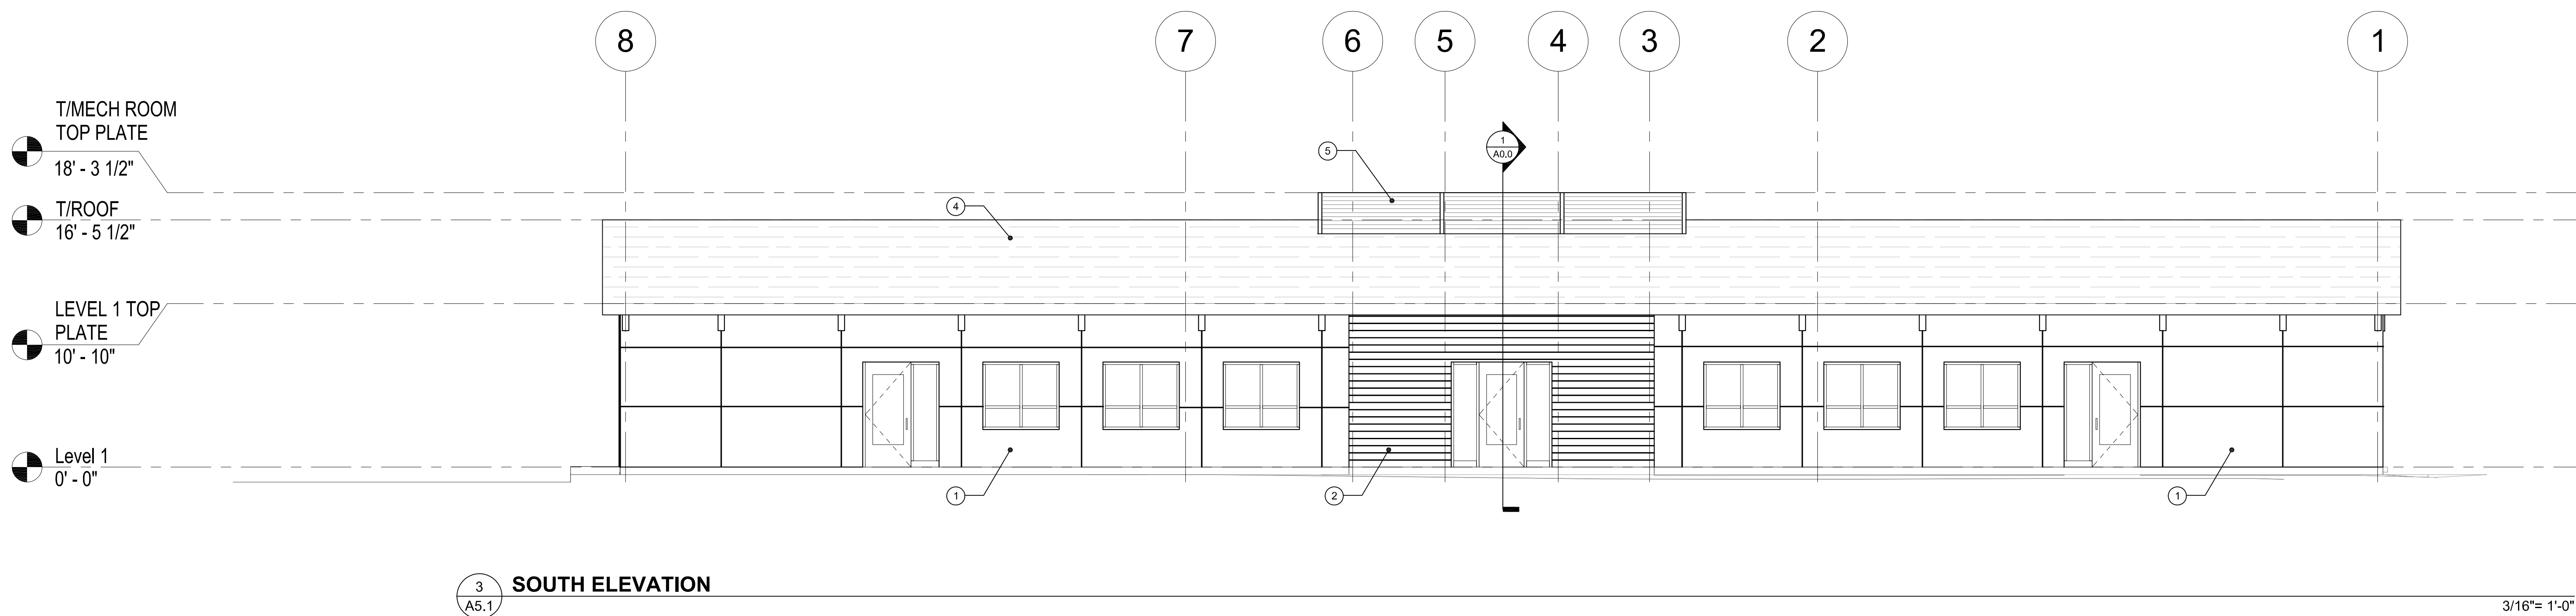 8 7 6 5 4 3 2 1
T/MECH ROOM
TOP PLATE
18' - 3 1/2"
1
A0.0
5
T/ROOF
16' - 5 1/2"
4
LEVEL 1 TOP
PLATE
10' - 10"
Level 1
0' - 0"
1
2
1
3
A5.1
SOUTH ELEVATION
3/16"= 1'-0"